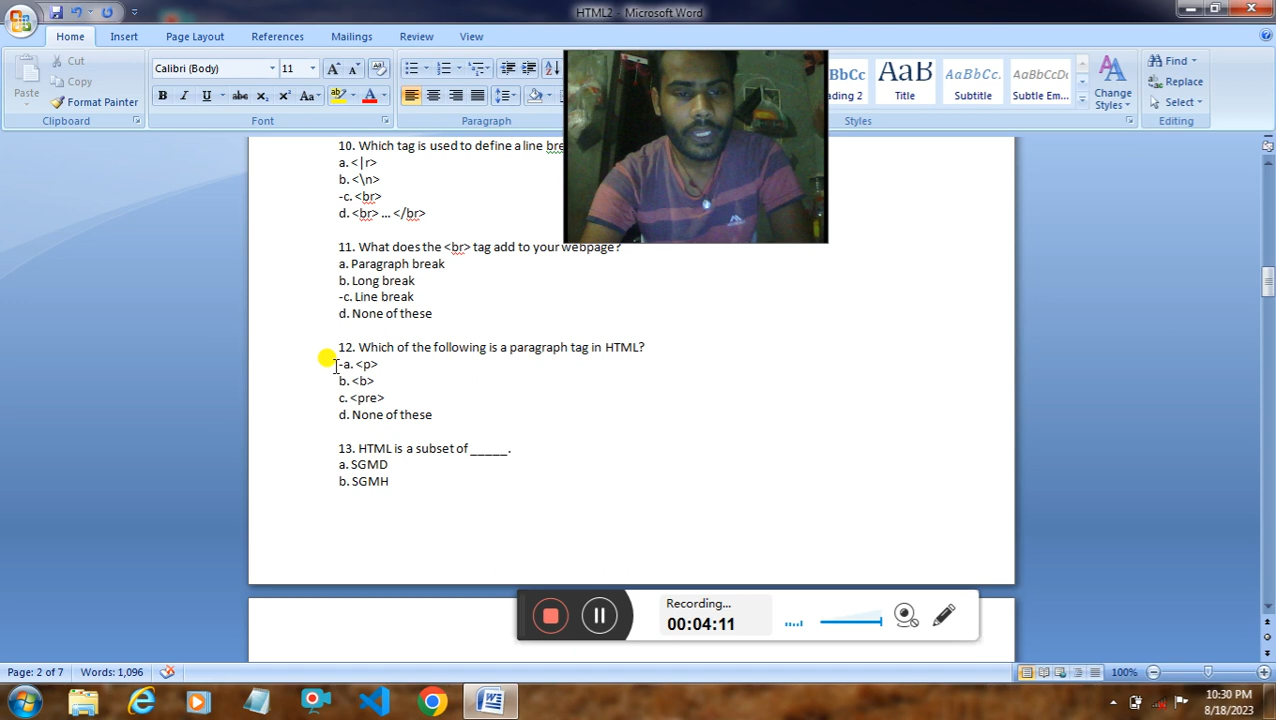 HTML2 - Microsoft Word
Home Insert Page Layout References Mailings Review View
Cut
Copy
Paste
Format Painter
Clipboard
Calibri (Body) 11
Font
Paragraph
Title
Subtitle
Subtle Em...
Styles
Change
Styles
Find
Replace
Select
Editing
10. Which tag is used to define a line
a. <|r>
b. <\n>
-c. <br>
d. <br> ... </br>
11. What does the <br> tag add to your webpage?
a. Paragraph break
b. Long break
-c. Line break
d. None of these
12. Which of the following is a paragraph tag in HTML?
-a. <p>
b. <b>
c. <pre>
d. None of these
13. HTML is a subset of _____.
a. SGMD
b. SGMH
Recording...
00:04:11
Page: 2 of 7 Words: 1,096
100%
10:30 PM
8/18/2023